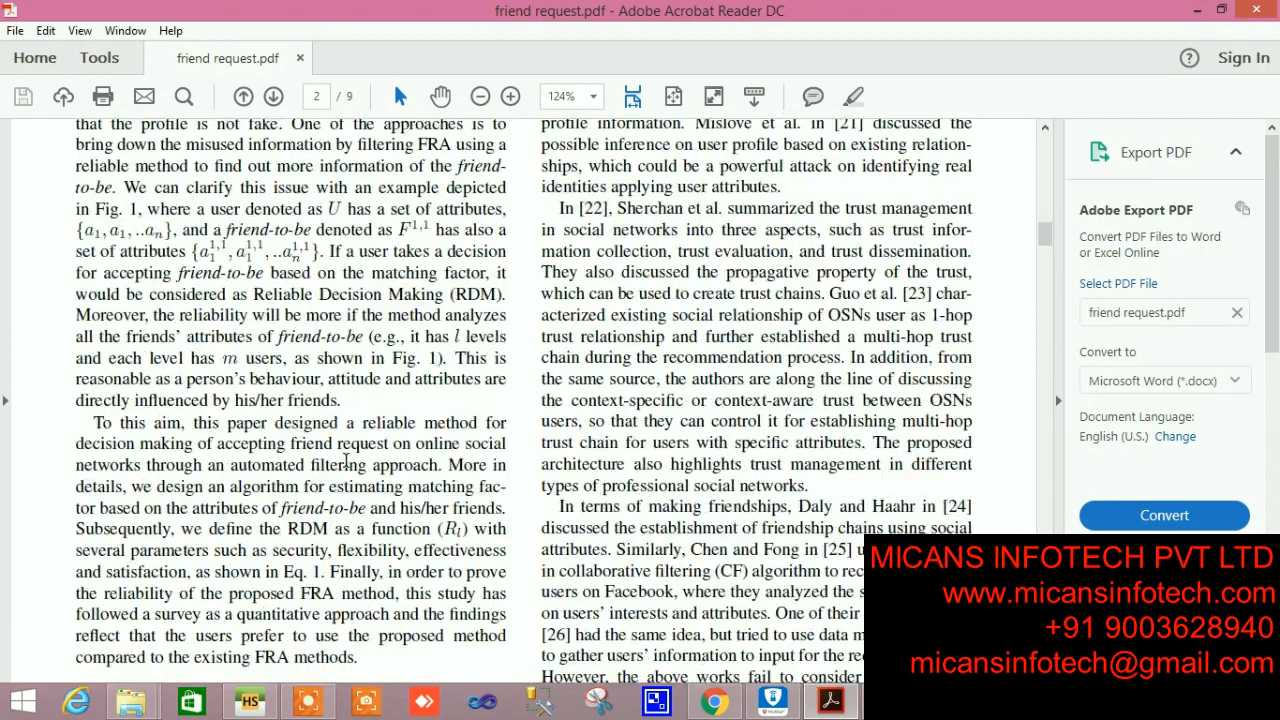 friend request.pdf - Adobe Acrobat Reader DC
File Edit View Window Help
Home Tools friend request.pdf × Sign In
2 / 9 124%
that the profile is not fake. One of the approaches is to
bring down the misused information by filtering FRA using a
reliable method to find out more information of the friend-
to-be. We can clarify this issue with an example depicted
in Fig. 1, where a user denoted as U has a set of attributes,
{a₁, a₁, ..aₙ}, and a friend-to-be denoted as F^{1,1} has also a
set of attributes {a₁^{1,1}, a₁^{1,1}, ..aₙ^{1,1}}. If a user takes a decision
for accepting friend-to-be based on the matching factor, it
would be considered as Reliable Decision Making (RDM).
Moreover, the reliability will be more if the method analyzes
all the friends' attributes of friend-to-be (e.g., it has l levels
and each level has m users, as shown in Fig. 1). This is
reasonable as a person's behaviour, attitude and attributes are
directly influenced by his/her friends.
To this aim, this paper designed a reliable method for
decision making of accepting friend request on online social
networks through an automated filtering approach. More in
details, we design an algorithm for estimating matching fac-
tor based on the attributes of friend-to-be and his/her friends.
Subsequently, we define the RDM as a function (Rₗ) with
several parameters such as security, flexibility, effectiveness
and satisfaction, as shown in Eq. 1. Finally, in order to prove
the reliability of the proposed FRA method, this study has
followed a survey as a quantitative approach and the findings
reflect that the users prefer to use the proposed method
compared to the existing FRA methods.
profile information. Mislove et al. in [21] discussed the
possible inference on user profile based on existing relation-
ships, which could be a powerful attack on identifying real
identities applying user attributes.
In [22], Sherchan et al. summarized the trust management
in social networks into three aspects, such as trust infor-
mation collection, trust evaluation, and trust dissemination.
They also discussed the propagative property of the trust,
which can be used to create trust chains. Guo et al. [23] char-
acterized existing social relationship of OSNs user as 1-hop
trust relationship and further established a multi-hop trust
chain during the recommendation process. In addition, from
the same source, the authors are along the line of discussing
the context-specific or context-aware trust between OSNs
users, so that they can control it for establishing multi-hop
trust chain for users with specific attributes. The proposed
architecture also highlights trust management in different
types of professional social networks.
In terms of making friendships, Daly and Haahr in [24]
discussed the establishment of friendship chains using social
attributes. Similarly, Chen and Fong in [25] u
in collaborative filtering (CF) algorithm to rec
users on Facebook, where they analyzed the s
on users' interests and attributes. One of their
[26] had the same idea, but tried to use data m
to gather users' information to input for the rec
However, the above works fail to consider
Export PDF
Adobe Export PDF
Convert PDF Files to Word
or Excel Online
Select PDF File
friend request.pdf ×
Convert to
Microsoft Word (*.docx)
Document Language:
English (U.S.) Change
Convert
MICANS INFOTECH PVT LTD
www.micansinfotech.com
+91 9003628940
micansinfotech@gmail.com
HS